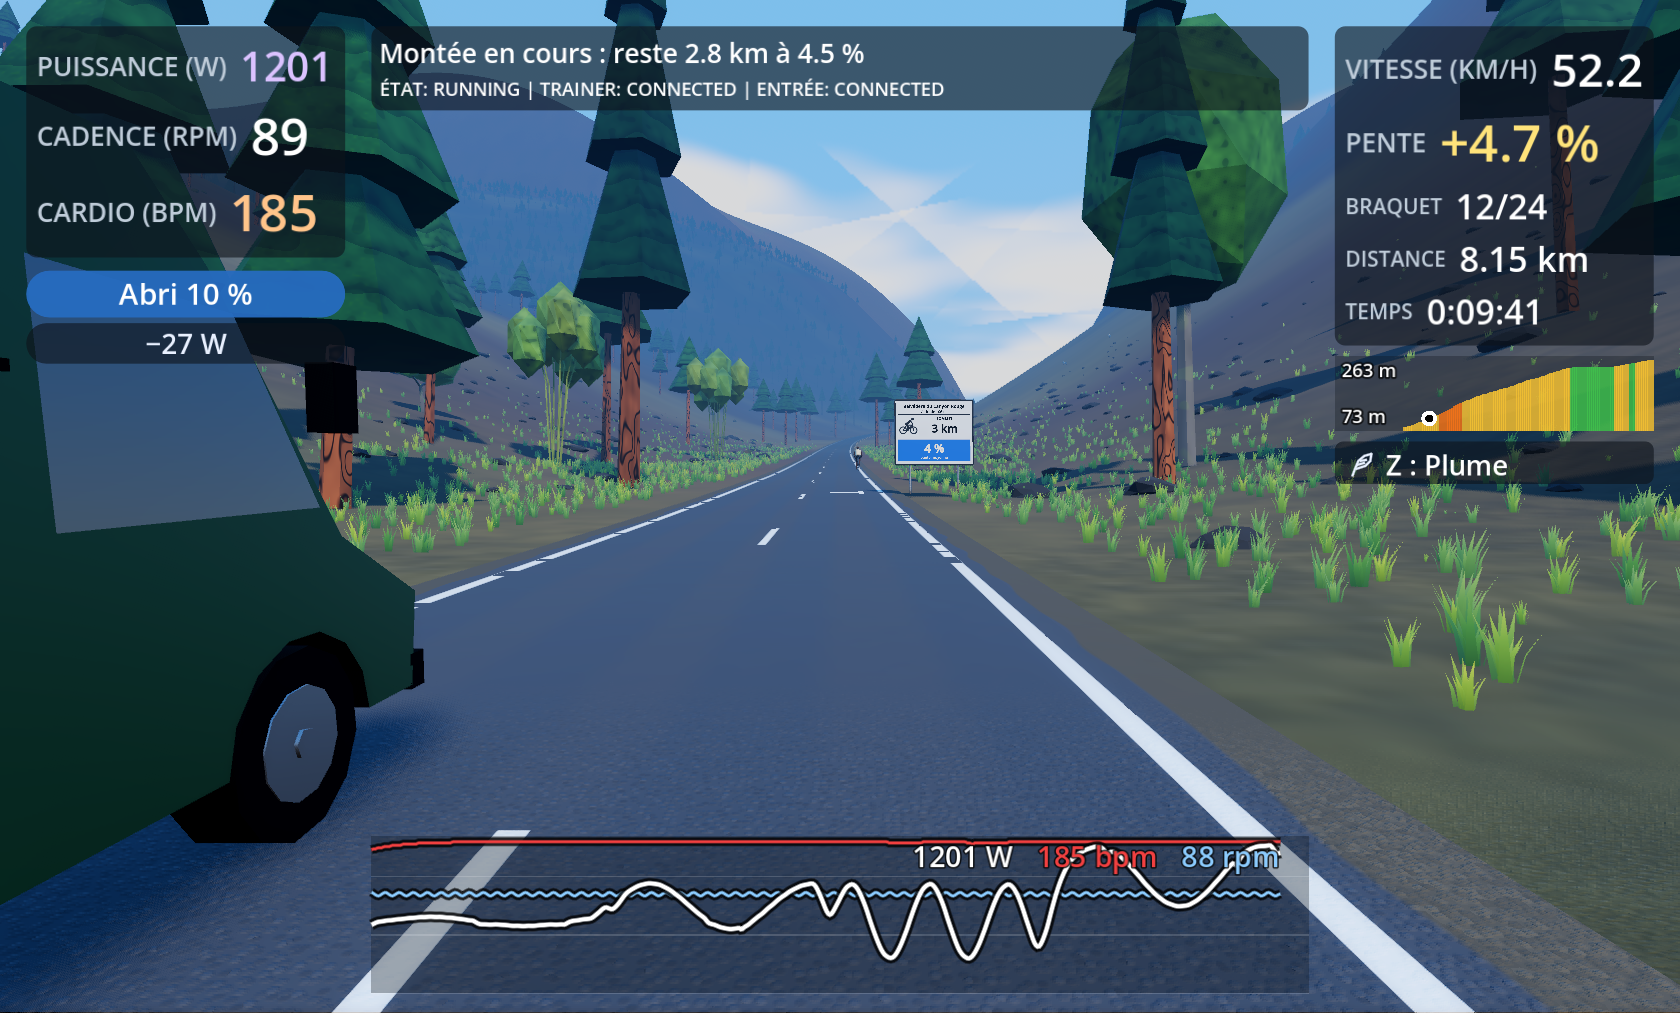 PUISSANCE (W) 1201
CADENCE (RPM) 89
CARDIO (BPM) 185
Abri 10 %
−27 W
Montée en cours : reste 2.8 km à 4.5 %
ÉTAT: RUNNING | TRAINER: CONNECTED | ENTRÉE: CONNECTED
VITESSE (KM/H) 52.2
PENTE +4.7 %
BRAQUET 12/24
DISTANCE 8.15 km
TEMPS 0:09:41
263 m
73 m
Z : Plume
3 km
4 %
1201 W 185 bpm 88 rpm